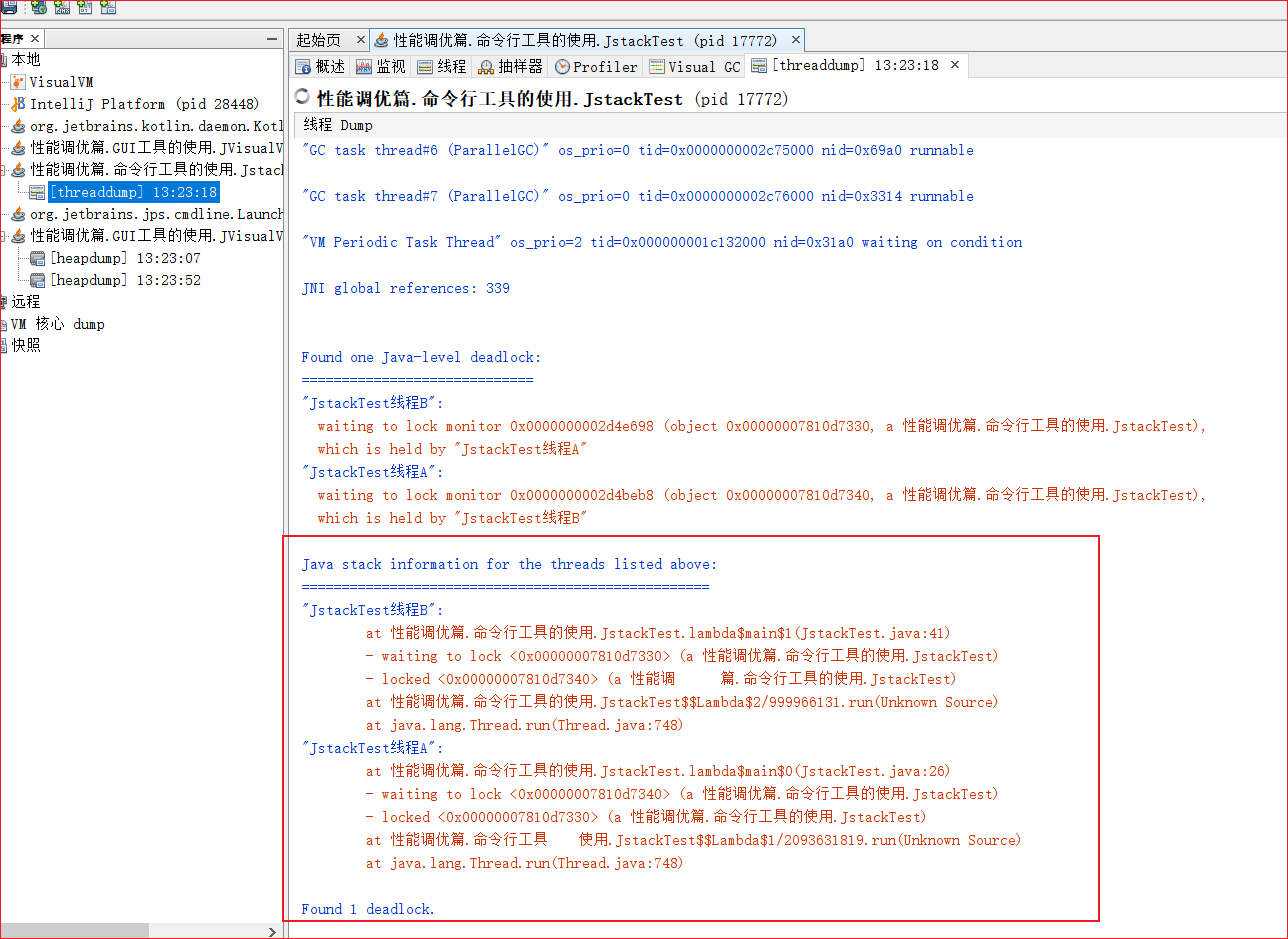 程序
本地
VisualVM
IntelliJ Platform (pid 28448)
org.jetbrains.kotlin.daemon.Kotl
性能调优篇.GUI工具的使用.JVisualV
性能调优篇.命令行工具的使用.Jstac
[threaddump] 13:23:18
org.jetbrains.jps.cmdline.Launch
性能调优篇.GUI工具的使用.JVisualV
[heapdump] 13:23:07
[heapdump] 13:23:52
远程
VM 核心 dump
快照
起始页 性能调优篇.命令行工具的使用.JstackTest (pid 17772)
概述 监视 线程 抽样器 Profiler Visual GC [threaddump] 13:23:18
性能调优篇.命令行工具的使用.JstackTest (pid 17772)
线程 Dump
"GC task thread#6 (ParallelGC)" os_prio=0 tid=0x0000000002c75000 nid=0x69a0 runnable
"GC task thread#7 (ParallelGC)" os_prio=0 tid=0x0000000002c76000 nid=0x3314 runnable
"VM Periodic Task Thread" os_prio=2 tid=0x000000001c132000 nid=0x31a0 waiting on condition
JNI global references: 339
Found one Java-level deadlock:
=============================
"JstackTest线程B":
waiting to lock monitor 0x0000000002d4e698 (object 0x00000007810d7330, a 性能调优篇.命令行工具的使用.JstackTest),
which is held by "JstackTest线程A"
"JstackTest线程A":
waiting to lock monitor 0x0000000002d4beb8 (object 0x00000007810d7340, a 性能调优篇.命令行工具的使用.JstackTest),
which is held by "JstackTest线程B"
Java stack information for the threads listed above:
===================================================
"JstackTest线程B":
at 性能调优篇.命令行工具的使用.JstackTest.lambda$main$1(JstackTest.java:41)
- waiting to lock <0x00000007810d7330> (a 性能调优篇.命令行工具的使用.JstackTest)
- locked <0x00000007810d7340> (a 性能调 篇.命令行工具的使用.JstackTest)
at 性能调优篇.命令行工具的使用.JstackTest$$Lambda$2/999966131.run(Unknown Source)
at java.lang.Thread.run(Thread.java:748)
"JstackTest线程A":
at 性能调优篇.命令行工具的使用.JstackTest.lambda$main$0(JstackTest.java:26)
- waiting to lock <0x00000007810d7340> (a 性能调优篇.命令行工具的使用.JstackTest)
- locked <0x00000007810d7330> (a 性能调优篇.命令行工具的使用.JstackTest)
at 性能调优篇.命令行工具 使用.JstackTest$$Lambda$1/2093631819.run(Unknown Source)
at java.lang.Thread.run(Thread.java:748)
Found 1 deadlock.